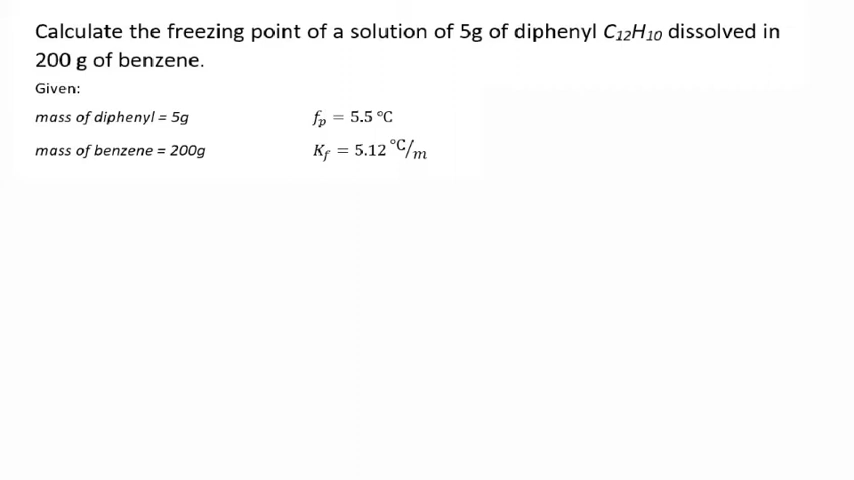 Calculate the freezing point of a solution of 5g of diphenyl C₁₂H₁₀ dissolved in
200 g of benzene.
Given:
mass of diphenyl = 5g
fₚ = 5.5 °C
mass of benzene = 200g
K_f = 5.12 °C/m